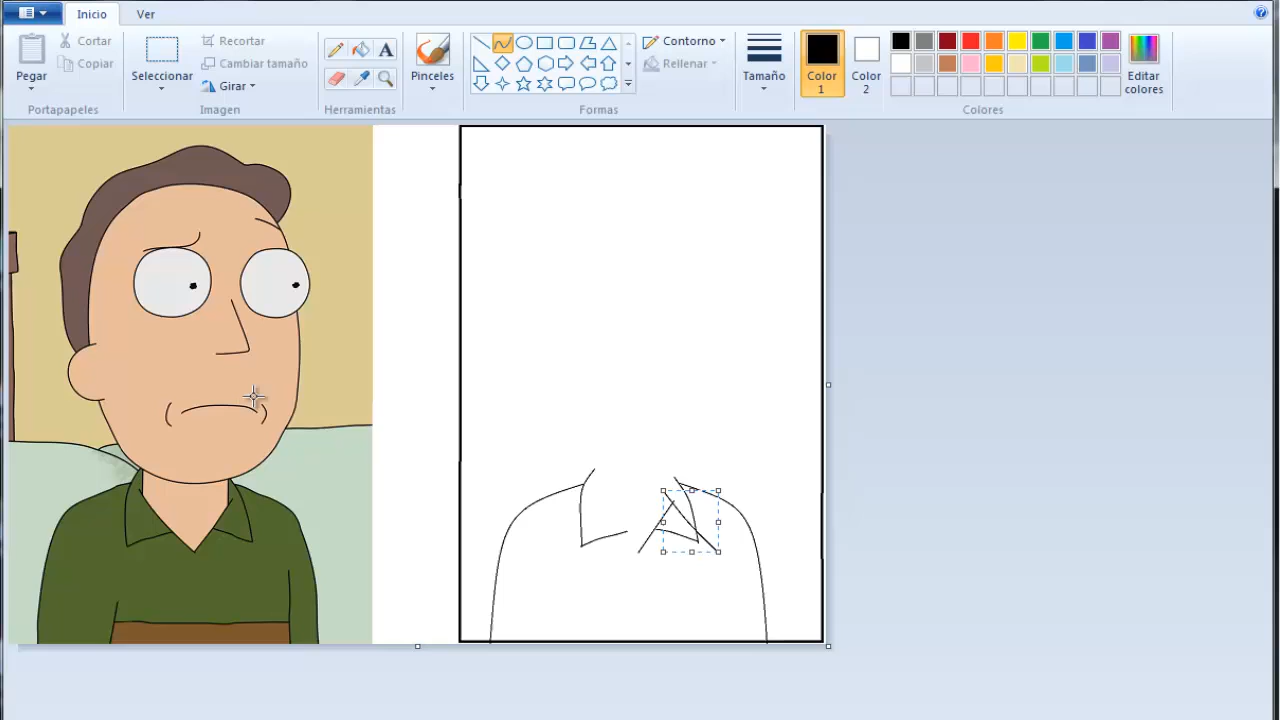 Inicio
Ver
Pegar
Cortar
Copiar
Portapapeles
Seleccionar
Recortar
Cambiar tamaño
Girar
Imagen
A
Herramientas
Pinceles
Contorno
Rellenar
Formas
Tamaño
Color
1
Color
2
Editar
colores
Colores